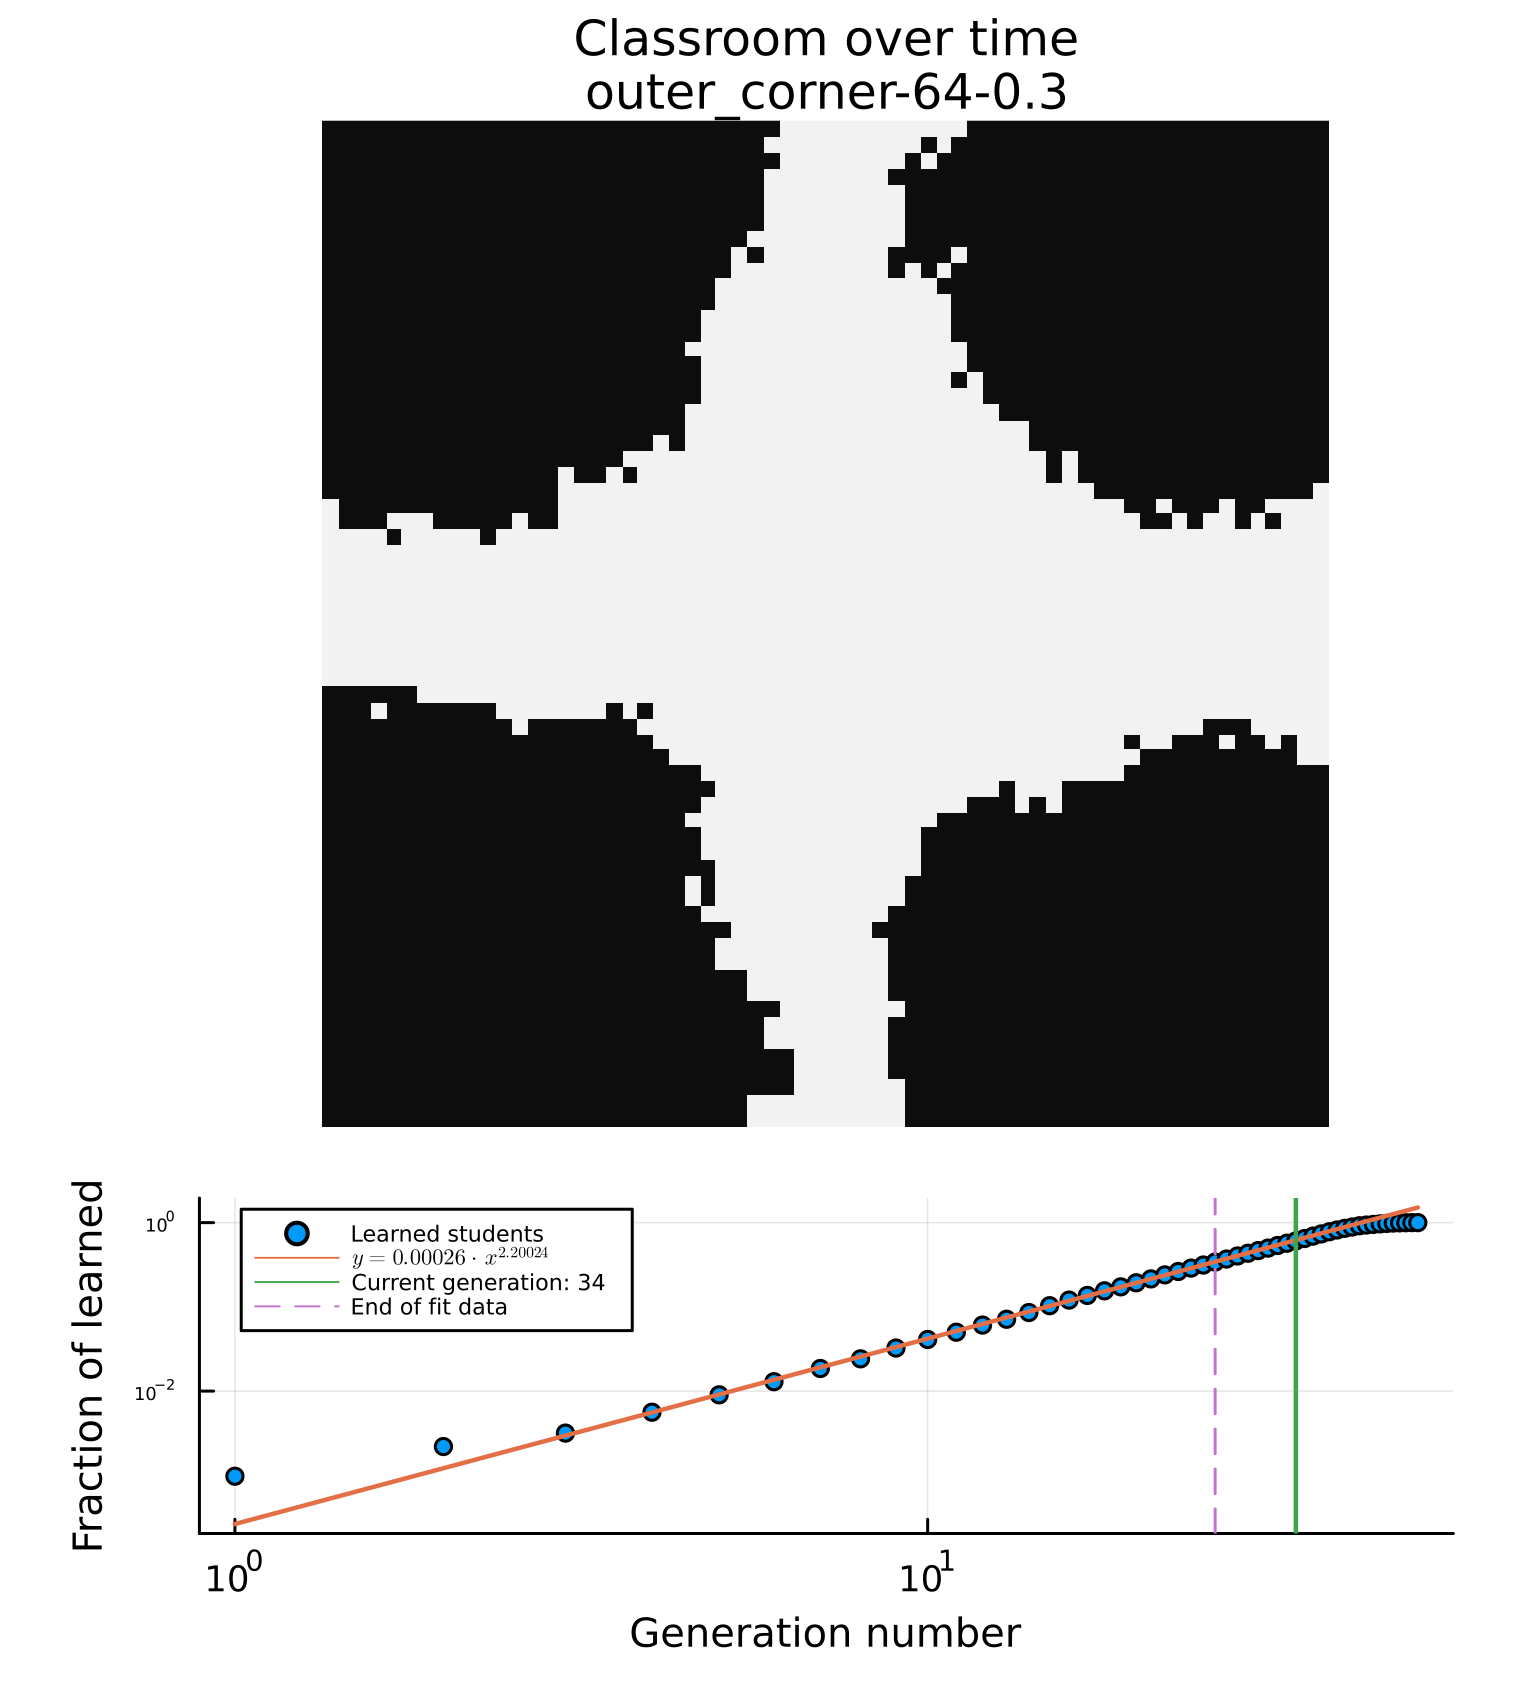 Classroom over time
outer_corner-64-0.3
Fraction of learned
10^0
10^-2
Learned students
y = 0.00026 · x^2.20024
Current generation: 34
End of fit data
10^0
10^1
Generation number